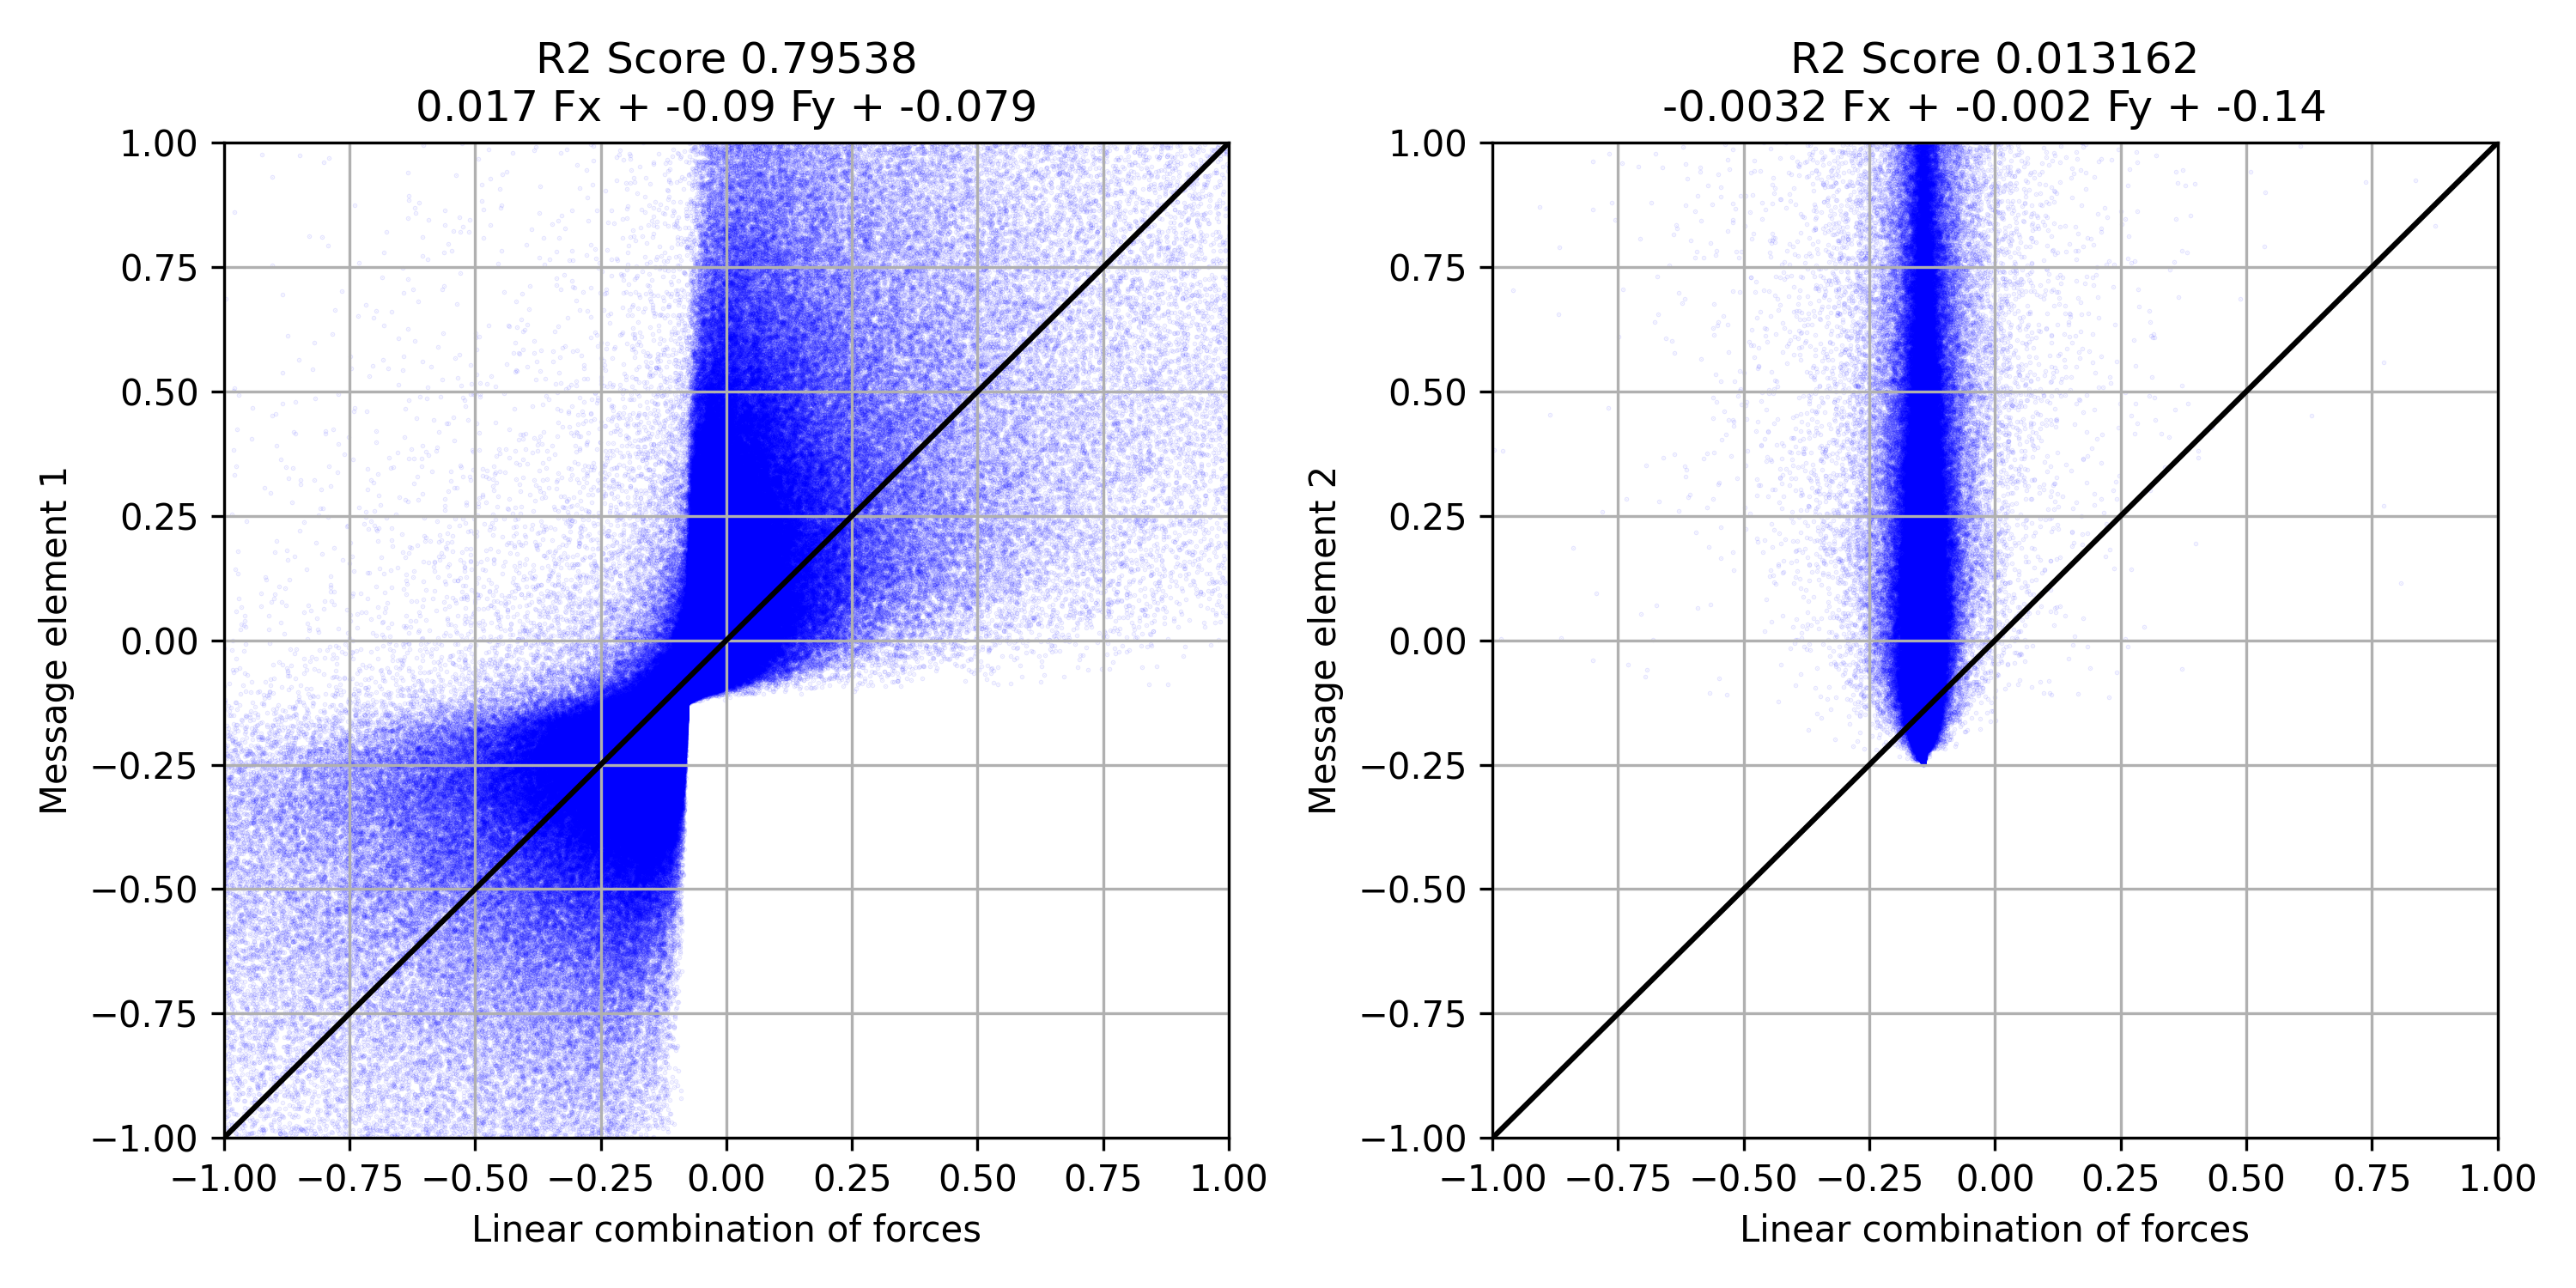 R2 Score 0.79538
0.017 Fx + -0.09 Fy + -0.079
1.00
0.75
0.50
0.25
0.00
−0.25
−0.50
−0.75
−1.00
Message element 1
−1.00 −0.75 −0.50 −0.25 0.00 0.25 0.50 0.75 1.00
Linear combination of forces
R2 Score 0.013162
-0.0032 Fx + -0.002 Fy + -0.14
1.00
0.75
0.50
0.25
0.00
−0.25
−0.50
−0.75
−1.00
Message element 2
−1.00 −0.75 −0.50 −0.25 0.00 0.25 0.50 0.75 1.00
Linear combination of forces